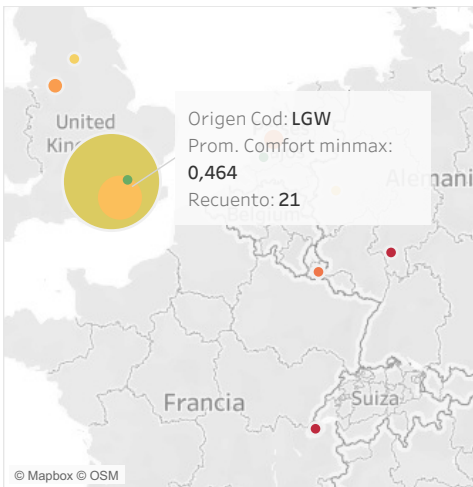 United
Kin
Origen Cod: LGW
Prom. Comfort minmax:
0,464
Recuento: 21
Alemani
Belgium
Francia
Suiza
© Mapbox © OSM